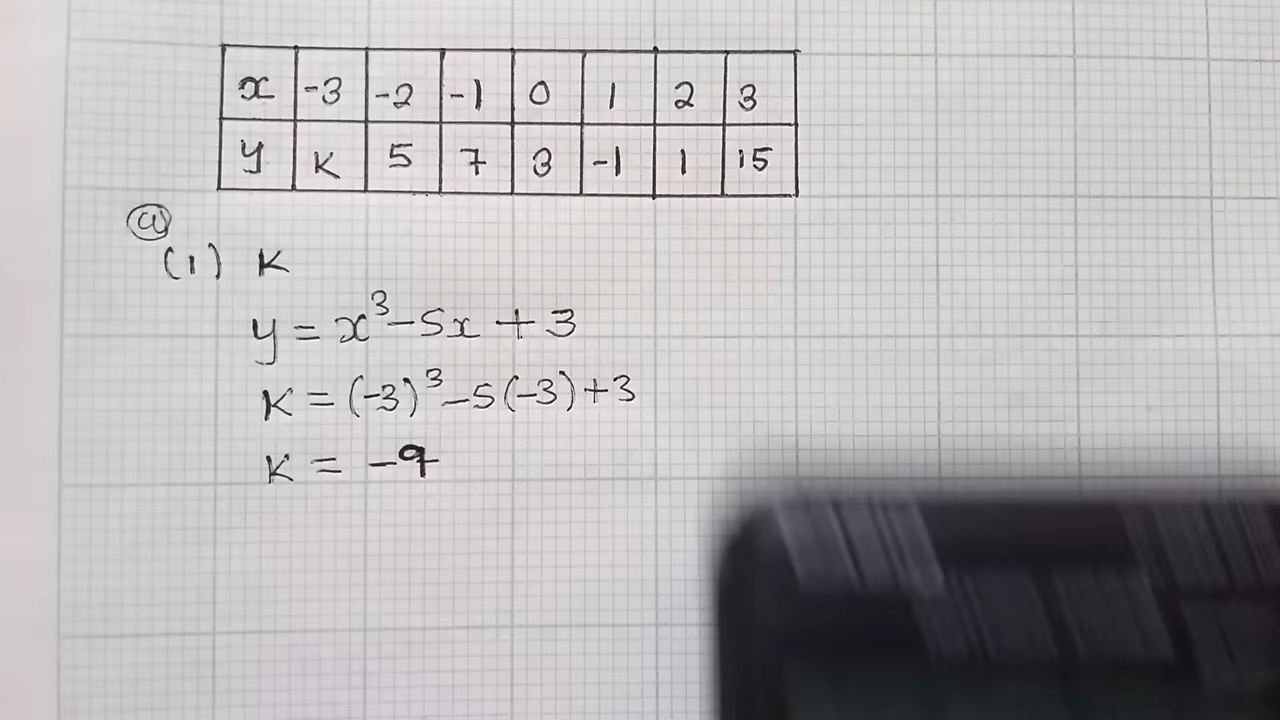 x -3 -2 -1 0 1 2 3
y K 5 7 3 -1 1 15
(a)
(1) K
y = x³ - 5x + 3
K = (-3)³ - 5(-3) + 3
K = -9